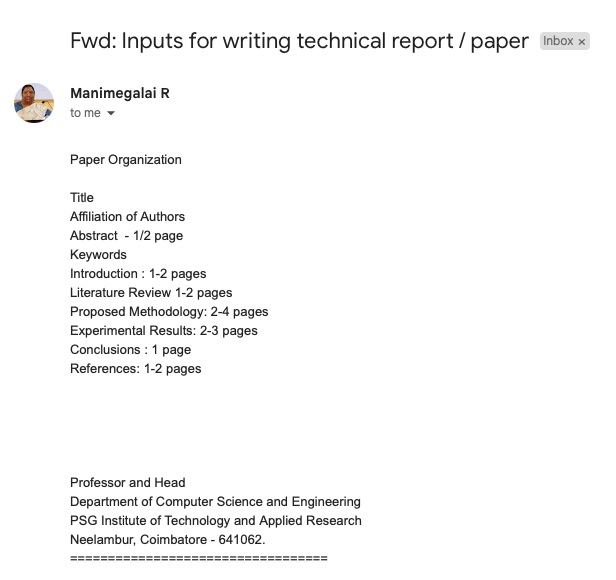 Fwd: Inputs for writing technical report / paper Inbox ×
Manimegalai R
to me
Paper Organization
Title
Affiliation of Authors
Abstract - 1/2 page
Keywords
Introduction : 1-2 pages
Literature Review 1-2 pages
Proposed Methodology: 2-4 pages
Experimental Results: 2-3 pages
Conclusions : 1 page
References: 1-2 pages
Professor and Head
Department of Computer Science and Engineering
PSG Institute of Technology and Applied Research
Neelambur, Coimbatore - 641062.
==================================